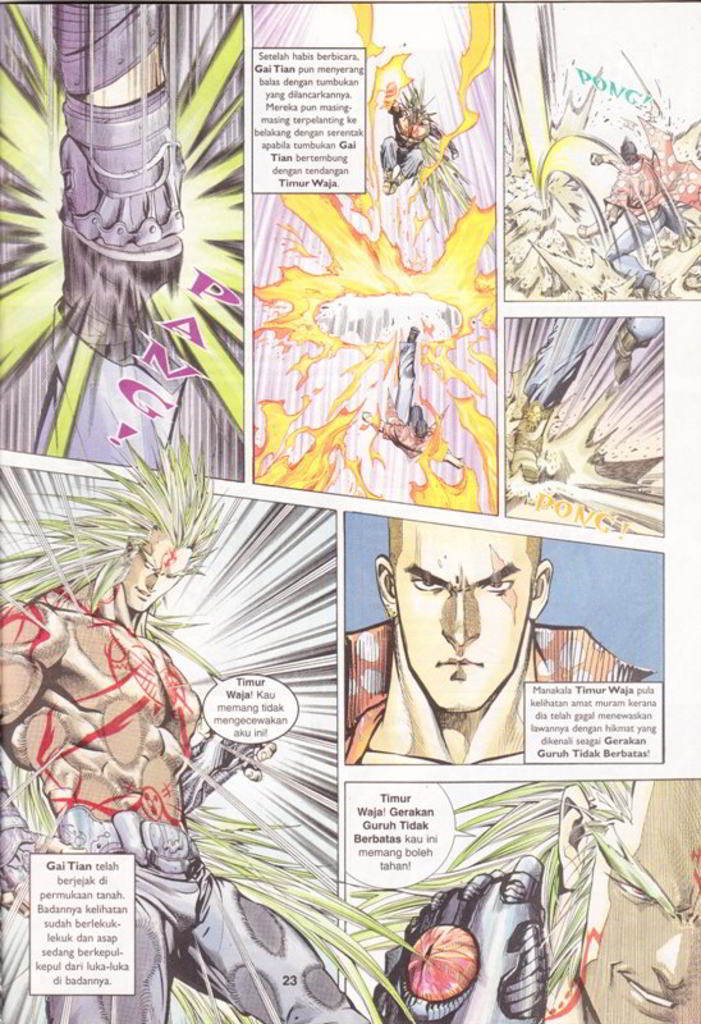 PANG!
Setelah habis berbicara,
Gai Tian pun menyerang
balas dengan tumbukan
yang dilancarkannya.
Mereka pun masing-
masing terpelanting ke
belakang dengan serentak
apabila tumbukan Gai
Tian bertembung
dengan tendangan
Timur Waja.
PONG!
PONG!
Timur
Waja! Kau
memang tidak
mengecewakan
aku ini!
Gai Tian telah
berjejak di
permukaan tanah.
Badannya kelihatan
sudah berlekuk-
lekuk dan asap
sedang berkepul-
kepul dari luka-luka
di badannya.
Manakala Timur Waja pula
kelihatan amat muram kerana
dia telah gagal menewaskan
lawannya dengan hikmat yang
dikenali seagai Gerakan
Guruh Tidak Berbatas!
Timur
Waja! Gerakan
Guruh Tidak
Berbatas kau ini
memang boleh
tahan!
23